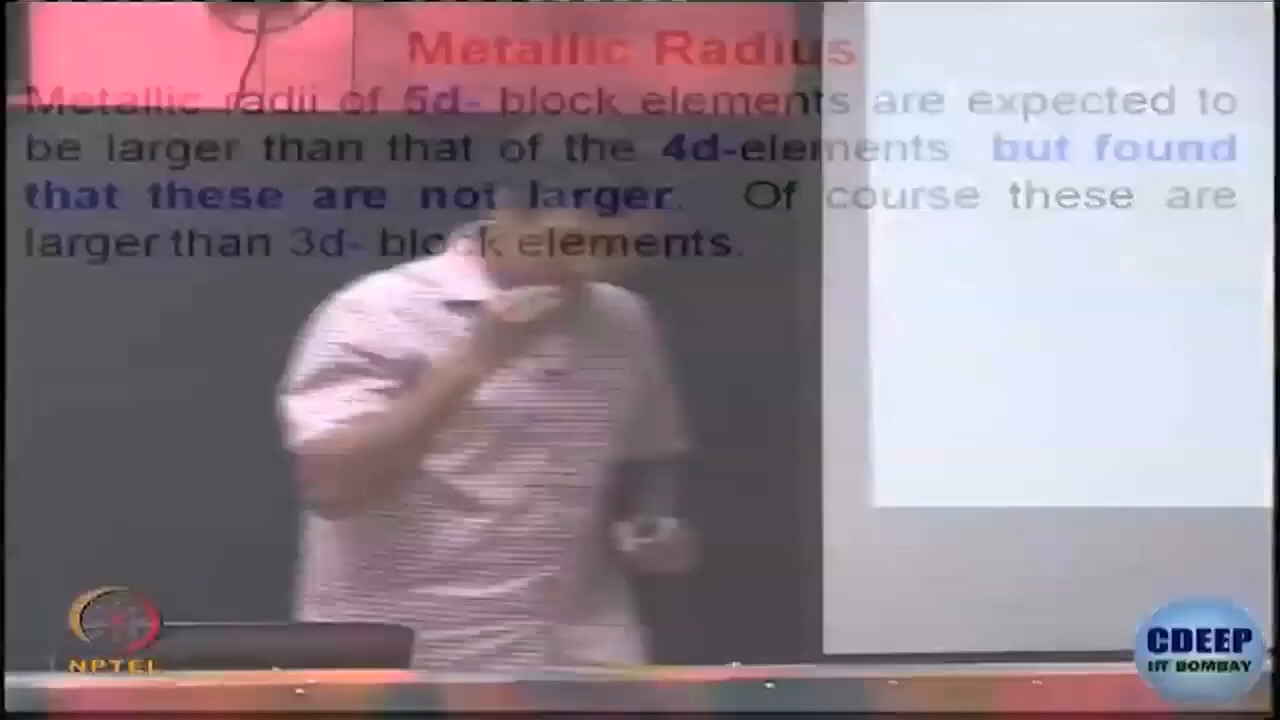 Metallic Radius
Metallic radii of 5d- block elements are expected to
be larger than that of the 4d-elements but found
that these are not larger. Of course these are
larger than 3d- block elements.
NPTEL
CDEEP
IIT BOMBAY